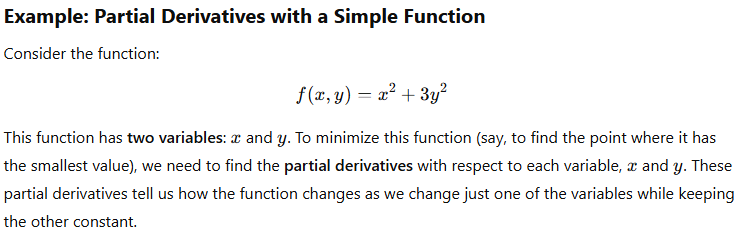 Example: Partial Derivatives with a Simple Function
Consider the function:
f(x, y) = x² + 3y²
This function has two variables: x and y. To minimize this function (say, to find the point where it has
the smallest value), we need to find the partial derivatives with respect to each variable, x and y. These
partial derivatives tell us how the function changes as we change just one of the variables while keeping
the other constant.